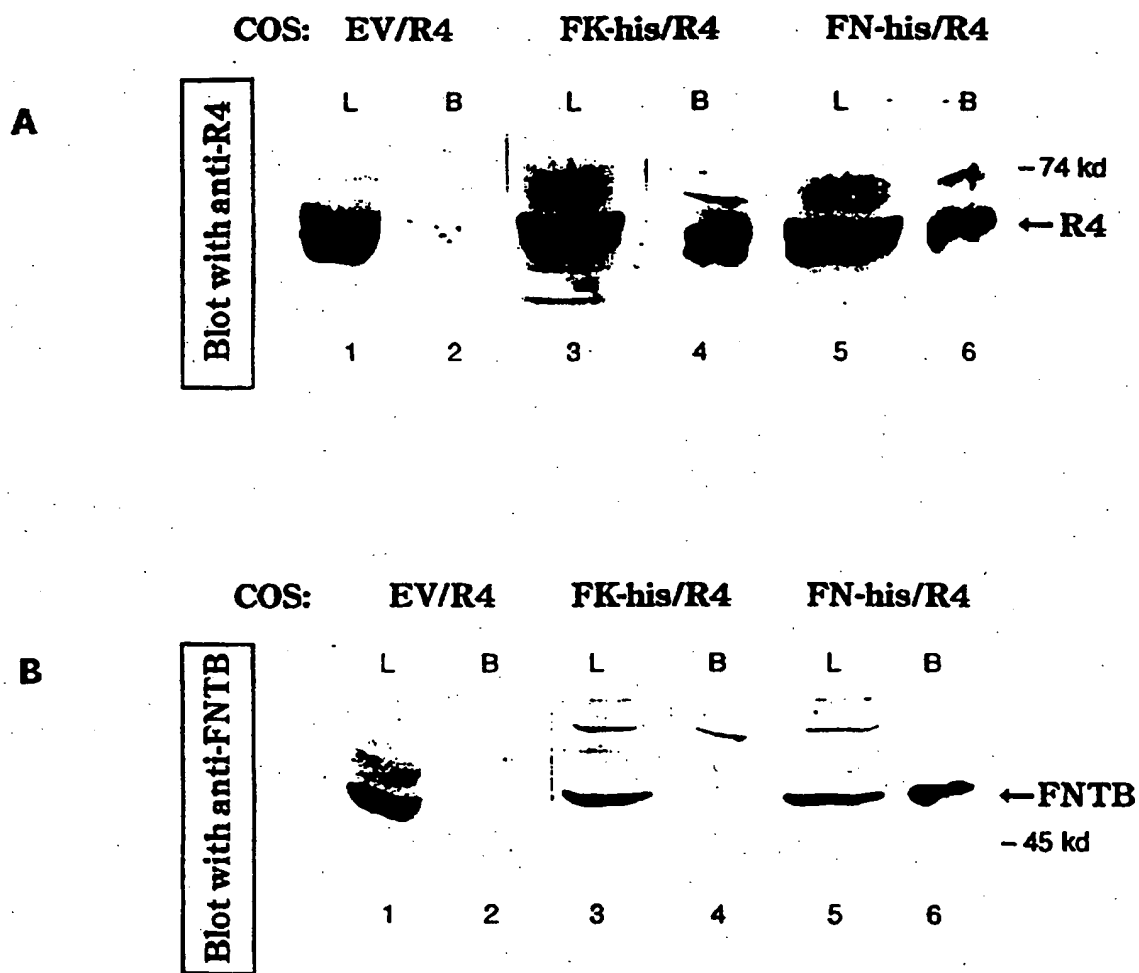 COS: EV/R4 FK-his/R4 FN-his/R4
A
Blot with anti-R4
L B L B L B
- 74 kd
← R4
1 2 3 4 5 6
COS: EV/R4 FK-his/R4 FN-his/R4
B
Blot with anti-FNTB
L B L B L B
← FNTB
- 45 kd
1 2 3 4 5 6